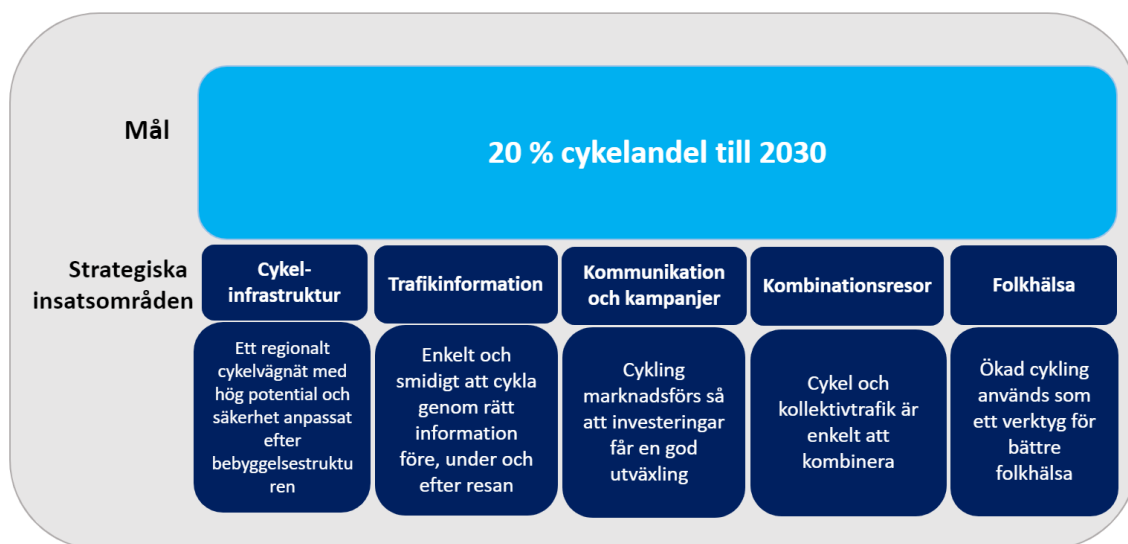 Mål
20 % cykelandel till 2030
Strategiska
insatsområden
Cykel-
infrastruktur
Trafikinformation
Kommunikation
och kampanjer
Kombinationsresor
Folkhälsa
Ett regionalt
cykelvägnät med
hög potential och
säkerhet anpassat
efter
bebyggelsestruktu
ren
Enkelt och
smidigt att cykla
genom rätt
information
före, under och
efter resan
Cykling
marknadsförs så
att investeringar
får en god
utväxling
Cykel och
kollektivtrafik är
enkelt att
kombinera
Ökad cykling
används som
ett verktyg för
bättre
folkhälsa